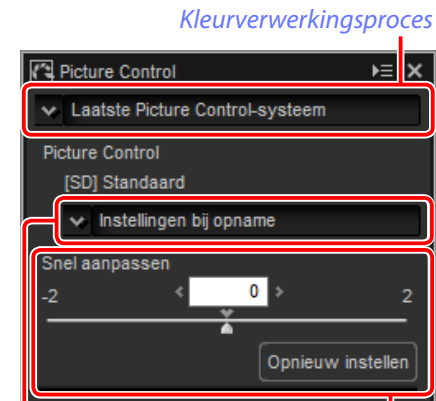 Kleurverwerkingsproces
Picture Control
Laatste Picture Control-systeem
Picture Control
[SD] Standaard
Instellingen bij opname
Snel aanpassen
-2 0 2
Opnieuw instellen